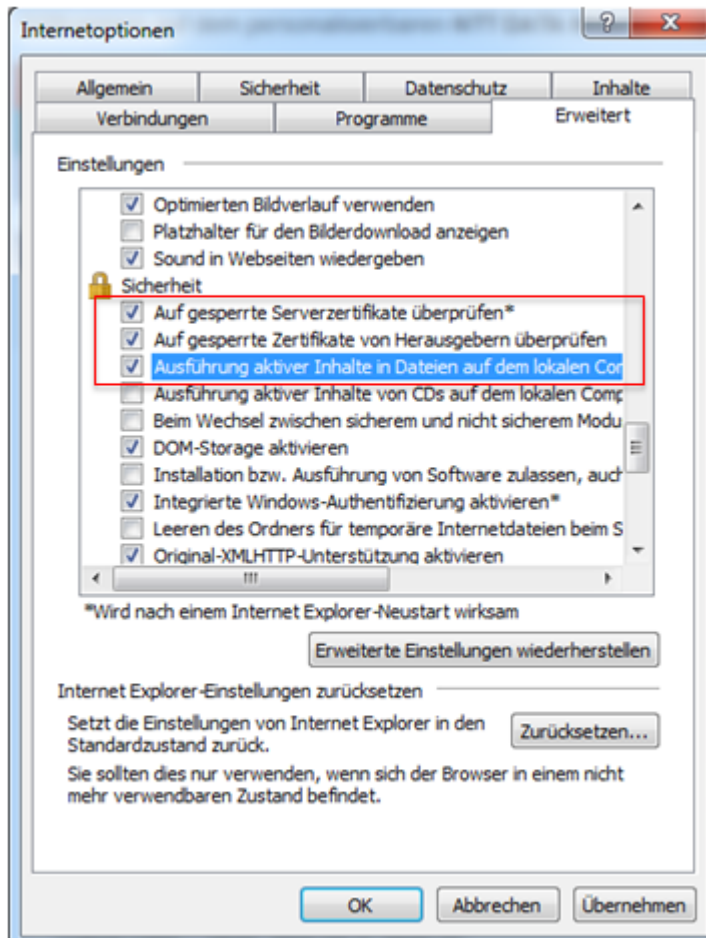 Internetoptionen
Allgemein Sicherheit Datenschutz Inhalte
Verbindungen Programme Erweitert
Einstellungen
Optimierten Bildverlauf verwenden
Platzhalter für den Bilderdownload anzeigen
Sound in Webseiten wiedergeben
Sicherheit
Auf gesperrte Serverzertifikate überprüfen*
Auf gesperrte Zertifikate von Herausgebern überprüfen
Ausführung aktiver Inhalte in Dateien auf dem lokalen Com
Ausführung aktiver Inhalte von CDs auf dem lokalen Comp
Beim Wechsel zwischen sicherem und nicht sicherem Modu
DOM-Storage aktivieren
Installation bzw. Ausführung von Software zulassen, auch
Integrierte Windows-Authentifizierung aktivieren*
Leeren des Ordners für temporäre Internetdateien beim S
Original-XMLHTTP-Unterstützung aktivieren
*Wird nach einem Internet Explorer-Neustart wirksam
Erweiterte Einstellungen wiederherstellen
Internet Explorer-Einstellungen zurücksetzen
Setzt die Einstellungen von Internet Explorer in den
Standardzustand zurück.
Zurücksetzen...
Sie sollten dies nur verwenden, wenn sich der Browser in einem nicht
mehr verwendbaren Zustand befindet.
OK Abbrechen Übernehmen